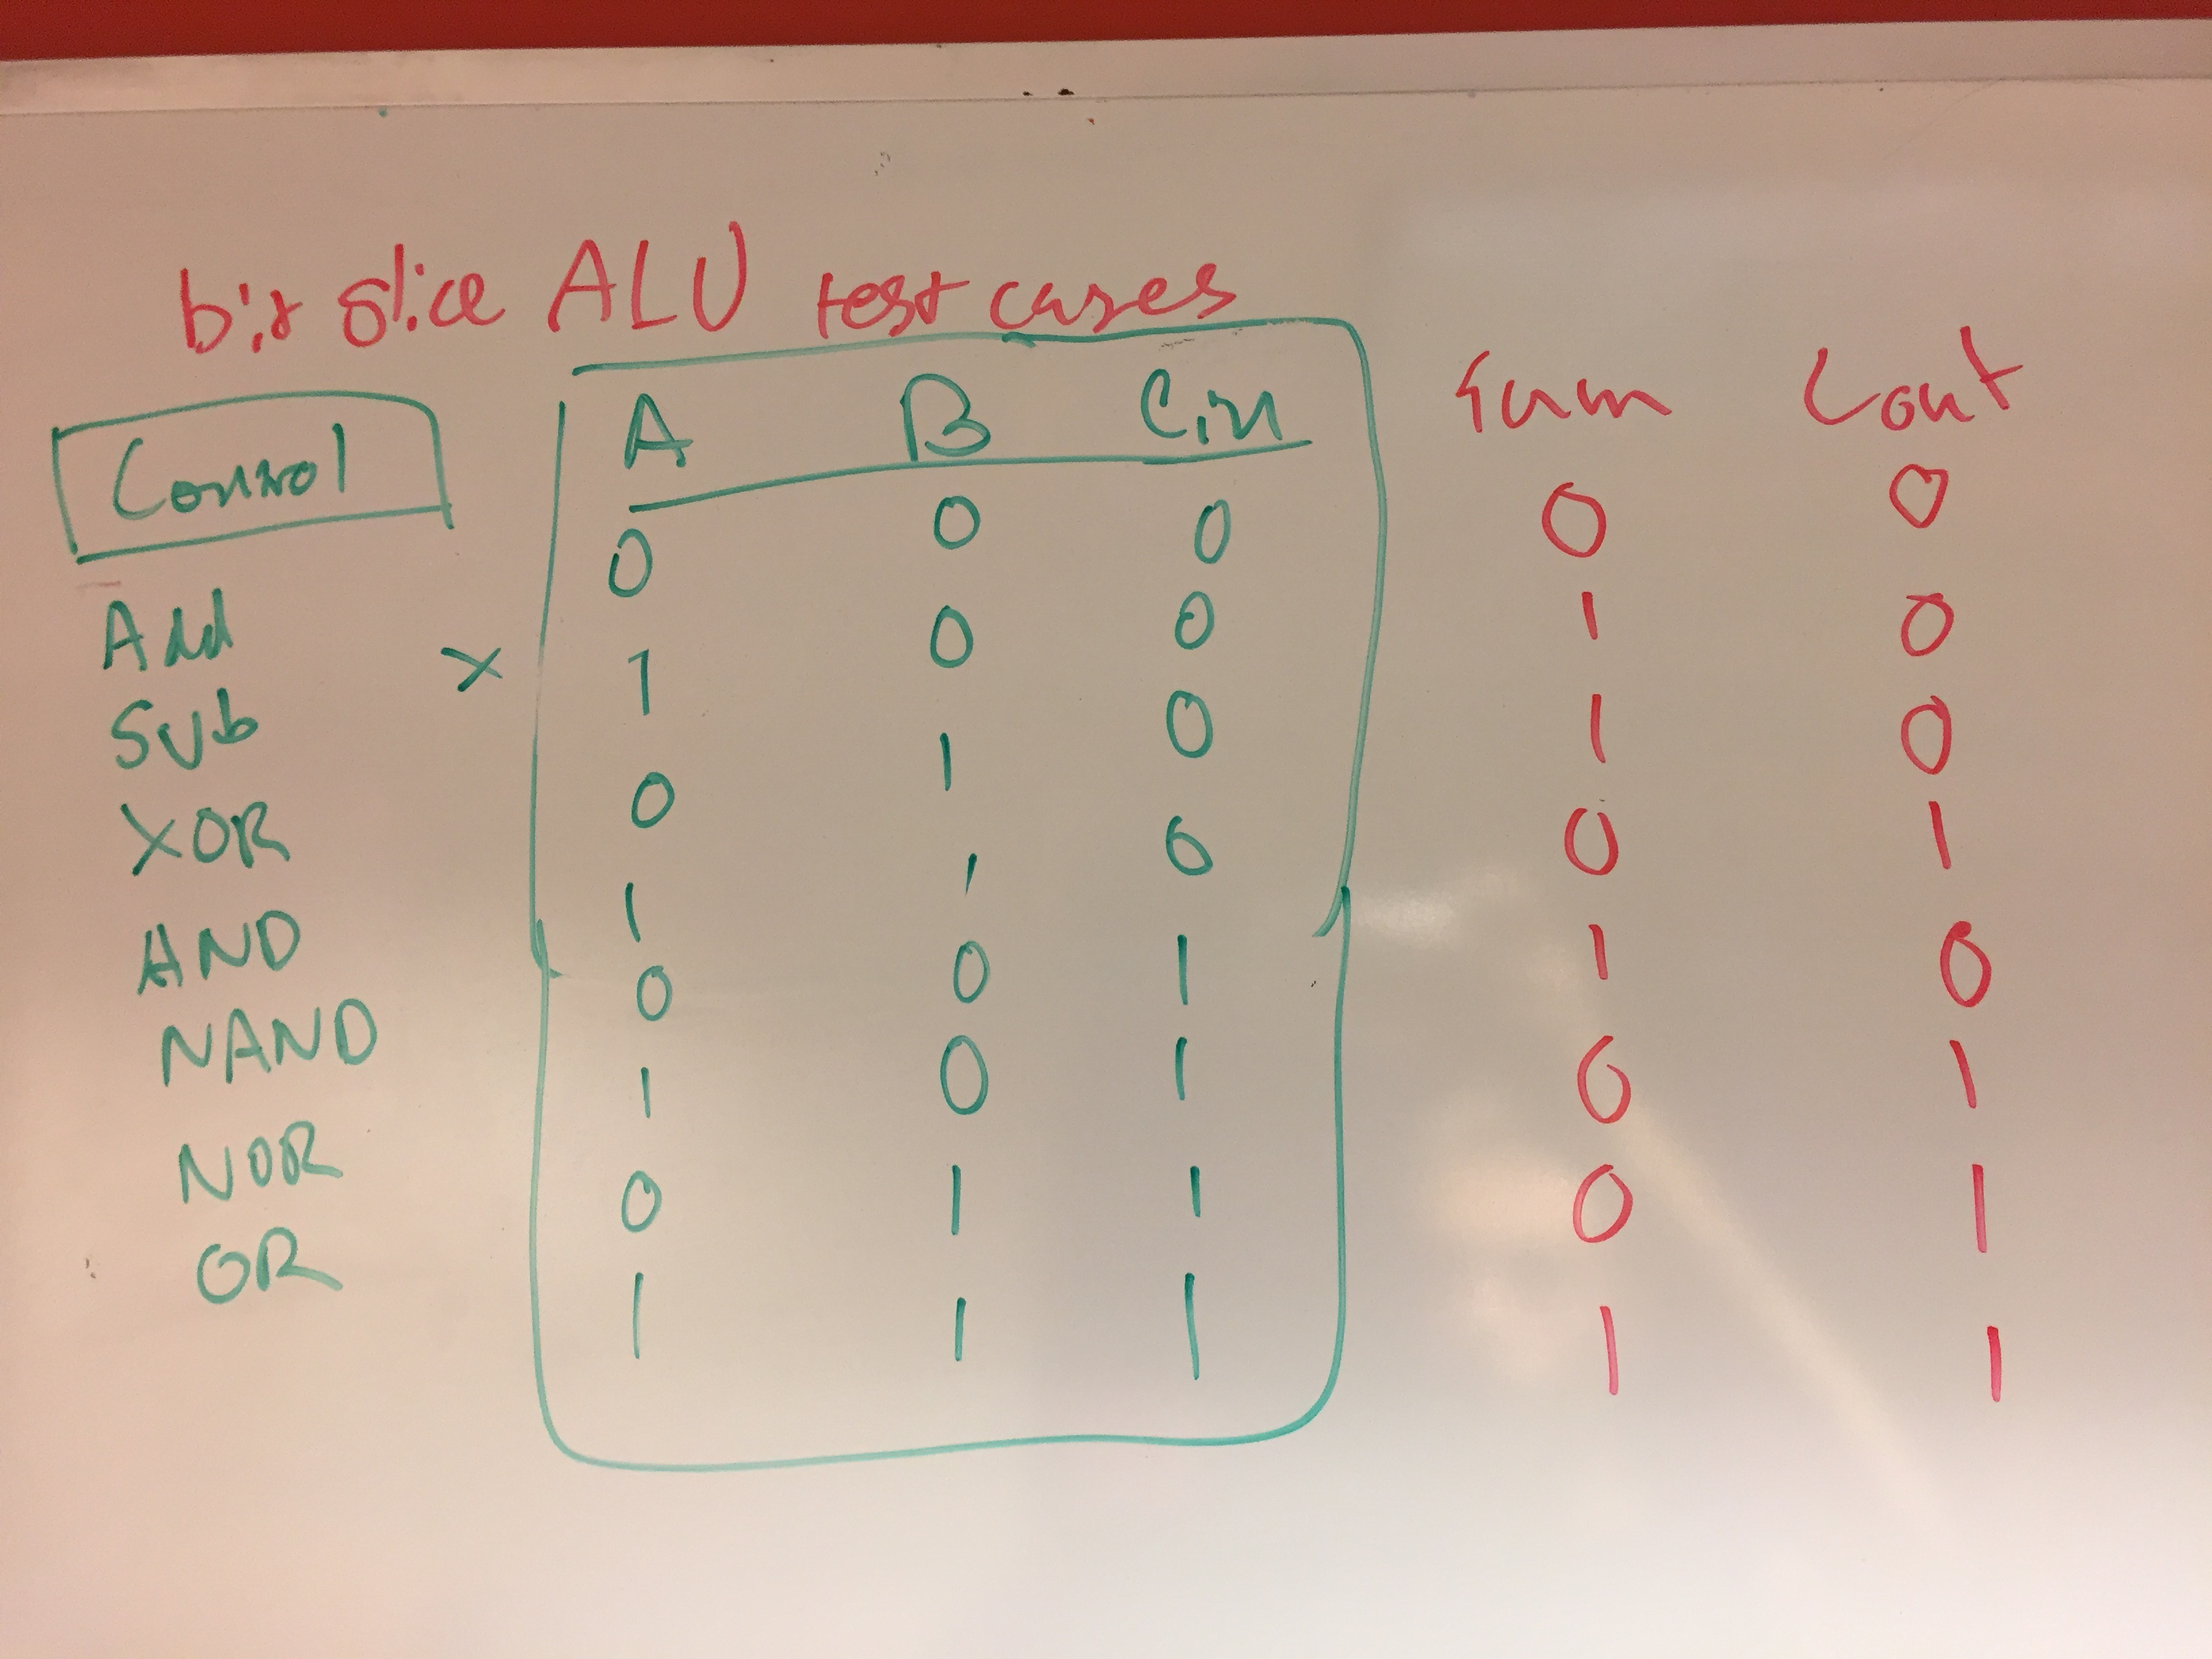 bit slice ALU test cases
Control A B Cin Sum Cout
0 0 0 0 0
Add x 1 0 0 1 0
Sub 0 1 0 1 0
XOR 1 1 0 0 1
AND 0 0 1 1 0
NAND 1 0 1 0 1
NOR 0 1 1 0 1
OR 1 1 1 1 1